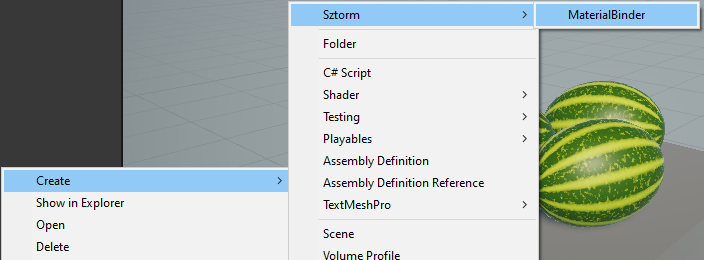 Sztorm
MaterialBinder
Folder
C# Script
Shader
Testing
Playables
Assembly Definition
Assembly Definition Reference
TextMeshPro
Scene
Volume Profile
Create
Show in Explorer
Open
Delete